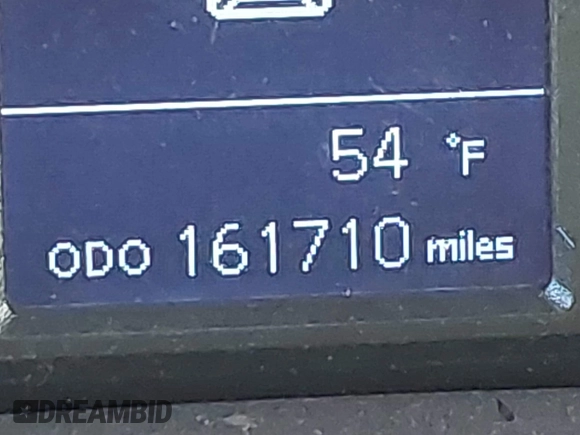 54 °F
ODO 161710 miles
DREAMBID